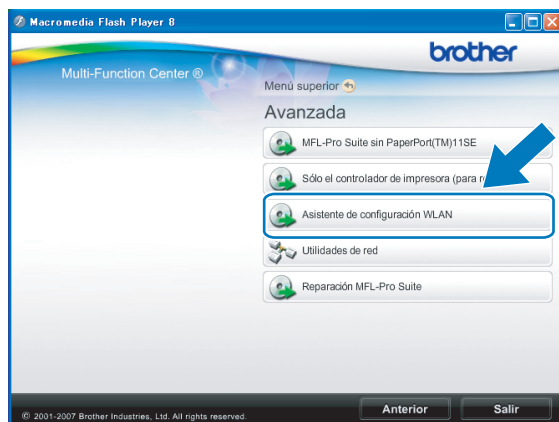 Macromedia Flash Player 8
brother
Multi-Function Center ®
Menú superior
Avanzada
MFL-Pro Suite sin PaperPort(TM)11SE
Sólo el controlador de impresora (para
Asistente de configuración WLAN
Utilidades de red
Reparación MFL-Pro Suite
Anterior
Salir
© 2001-2007 Brother Industries, Ltd. All rights reserved.